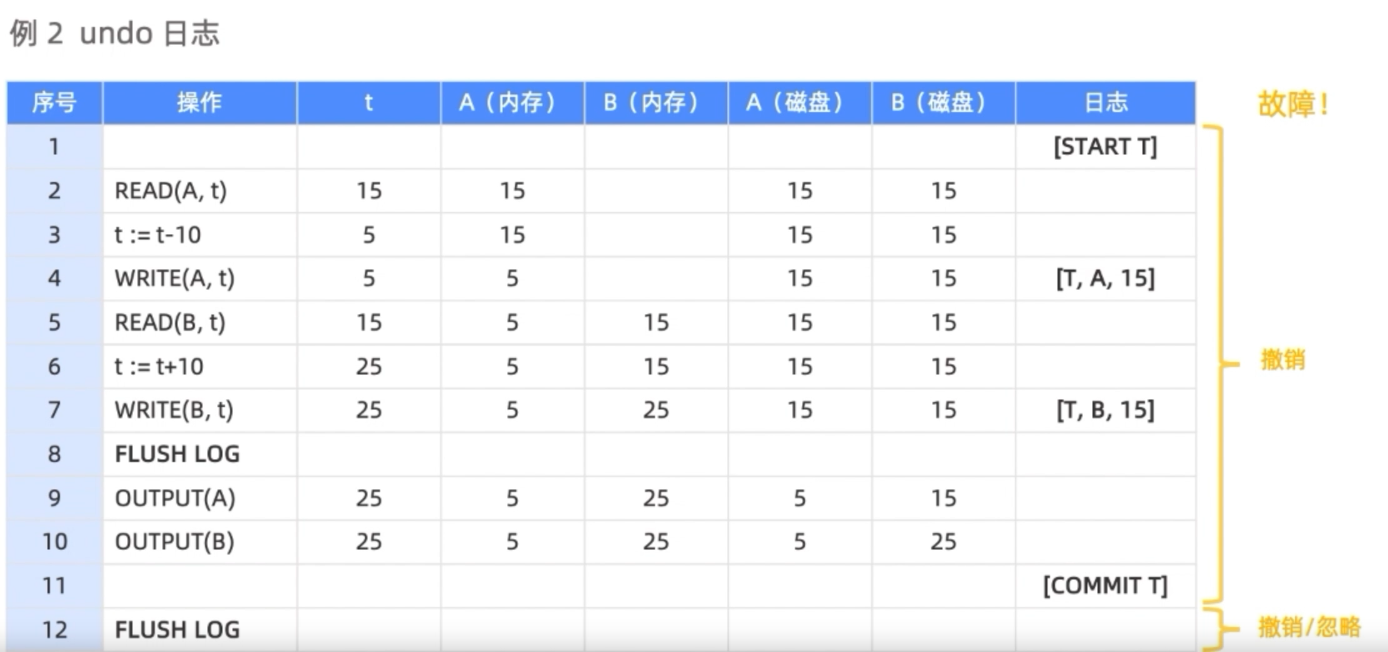 例 2 undo 日志
序号 操作 t A（内存） B（内存） A（磁盘） B（磁盘） 日志
故障！
1 [START T]
2 READ(A, t) 15 15 15 15
3 t := t-10 5 15 15 15
4 WRITE(A, t) 5 5 15 15 [T, A, 15]
5 READ(B, t) 15 5 15 15 15
6 t := t+10 25 5 15 15 15
撤销
7 WRITE(B, t) 25 5 25 15 15 [T, B, 15]
8 FLUSH LOG
9 OUTPUT(A) 25 5 25 5 15
10 OUTPUT(B) 25 5 25 5 25
11 [COMMIT T]
12 FLUSH LOG
撤销/忽略